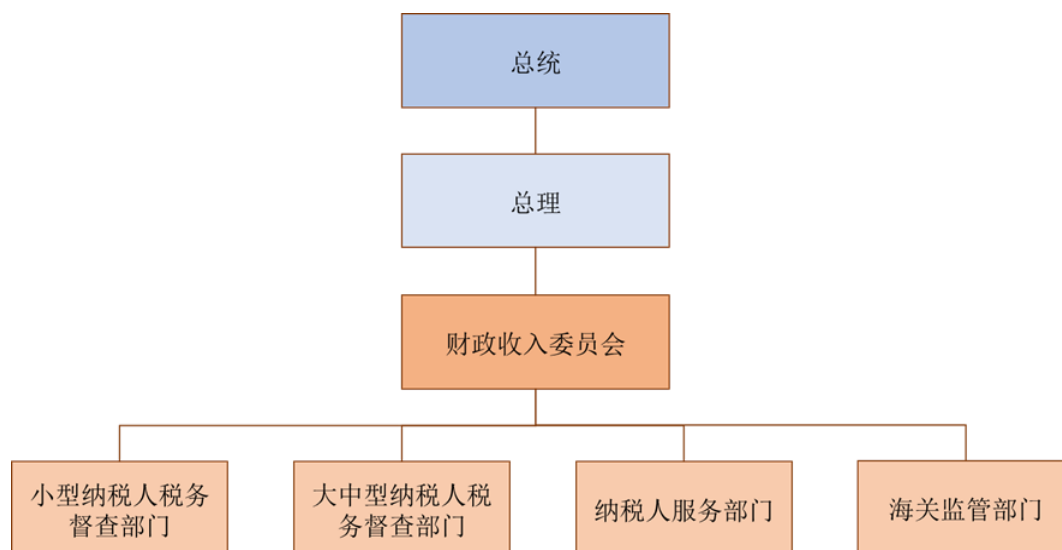 总统
总理
财政收入委员会
小型纳税人税务
督查部门
大中型纳税人税
务督查部门
纳税人服务部门
海关监管部门